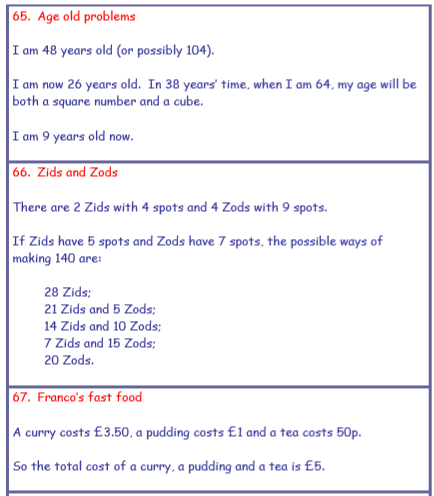 65. Age old problems
I am 48 years old (or possibly 104).
I am now 26 years old. In 38 years' time, when I am 64, my age will be
both a square number and a cube.
I am 9 years old now.
66. Zids and Zods
There are 2 Zids with 4 spots and 4 Zods with 9 spots.
If Zids have 5 spots and Zods have 7 spots, the possible ways of
making 140 are:
28 Zids;
21 Zids and 5 Zods;
14 Zids and 10 Zods;
7 Zids and 15 Zods;
20 Zods.
67. Franco's fast food
A curry costs £3.50, a pudding costs £1 and a tea costs 50p.
So the total cost of a curry, a pudding and a tea is £5.